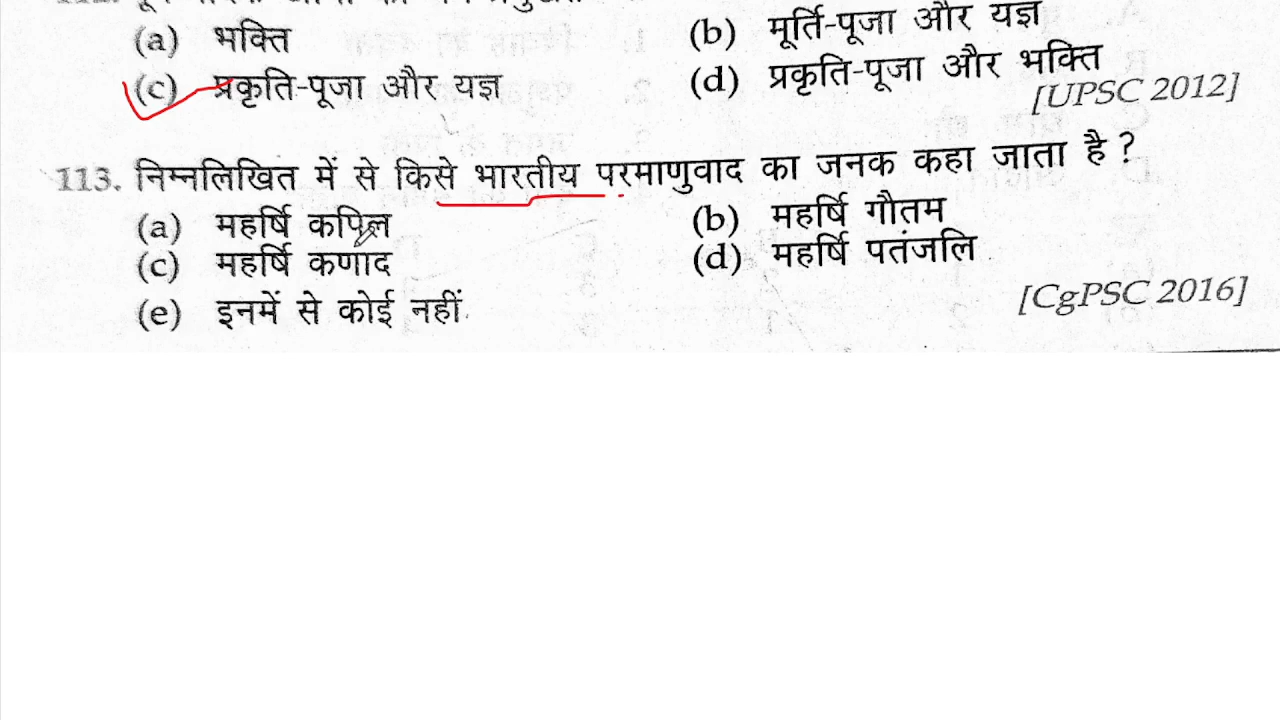 (a) भक्ति (b) मूर्ति-पूजा और यज्ञ
(c) प्रकृति-पूजा और यज्ञ (d) प्रकृति-पूजा और भक्ति
[UPSC 2012]
113. निम्नलिखित में से किसे भारतीय परमाणुवाद का जनक कहा जाता है ?
(a) महर्षि कपिल (b) महर्षि गौतम
(c) महर्षि कणाद (d) महर्षि पतंजलि
(e) इनमें से कोई नहीं
[CgPSC 2016]